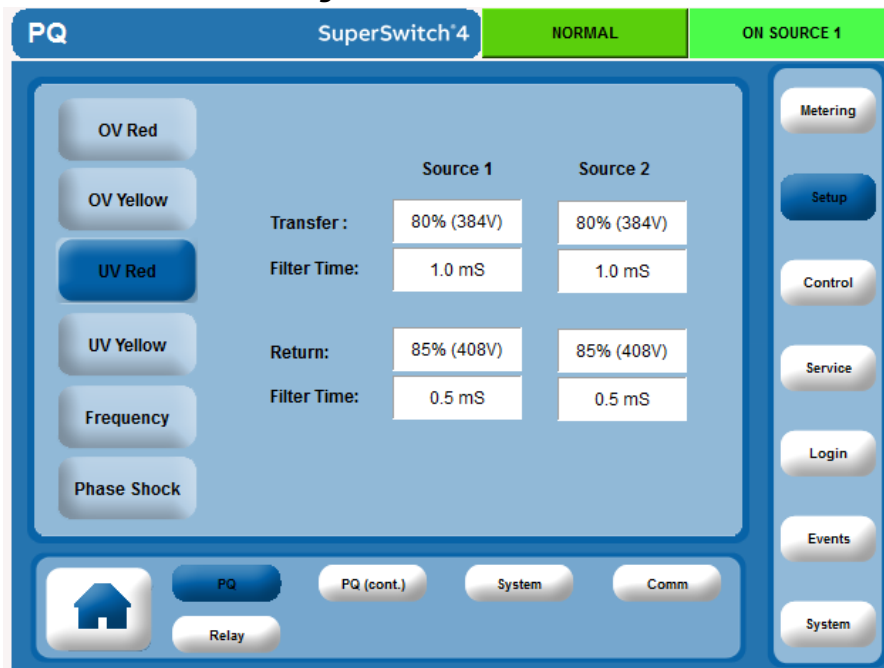 PQ
SuperSwitch®4
NORMAL
ON SOURCE 1
OV Red
OV Yellow
UV Red
UV Yellow
Frequency
Phase Shock
Source 1 Source 2
Transfer : 80% (384V) 80% (384V)
Filter Time: 1.0 mS 1.0 mS
Return: 85% (408V) 85% (408V)
Filter Time: 0.5 mS 0.5 mS
Metering
Setup
Control
Service
Login
Events
System
PQ PQ (cont.) System Comm
Relay